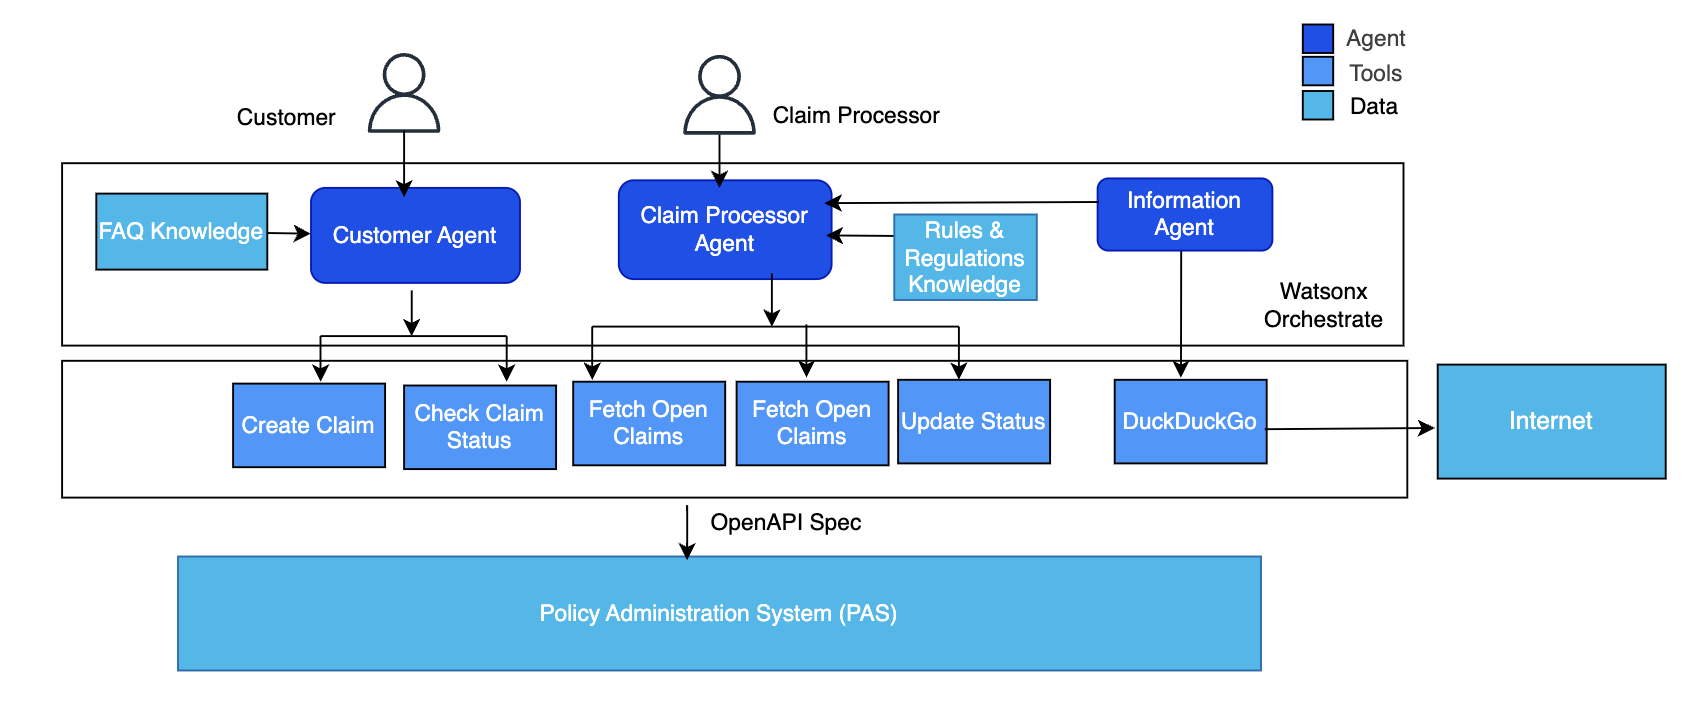 Agent
Tools
Data
Customer
Claim Processor
FAQ Knowledge
Customer Agent
Claim Processor
Agent
Rules &
Regulations
Knowledge
Information
Agent
Watsonx
Orchestrate
Create Claim
Check Claim
Status
Fetch Open
Claims
Fetch Open
Claims
Update Status
DuckDuckGo
Internet
OpenAPI Spec
Policy Administration System (PAS)